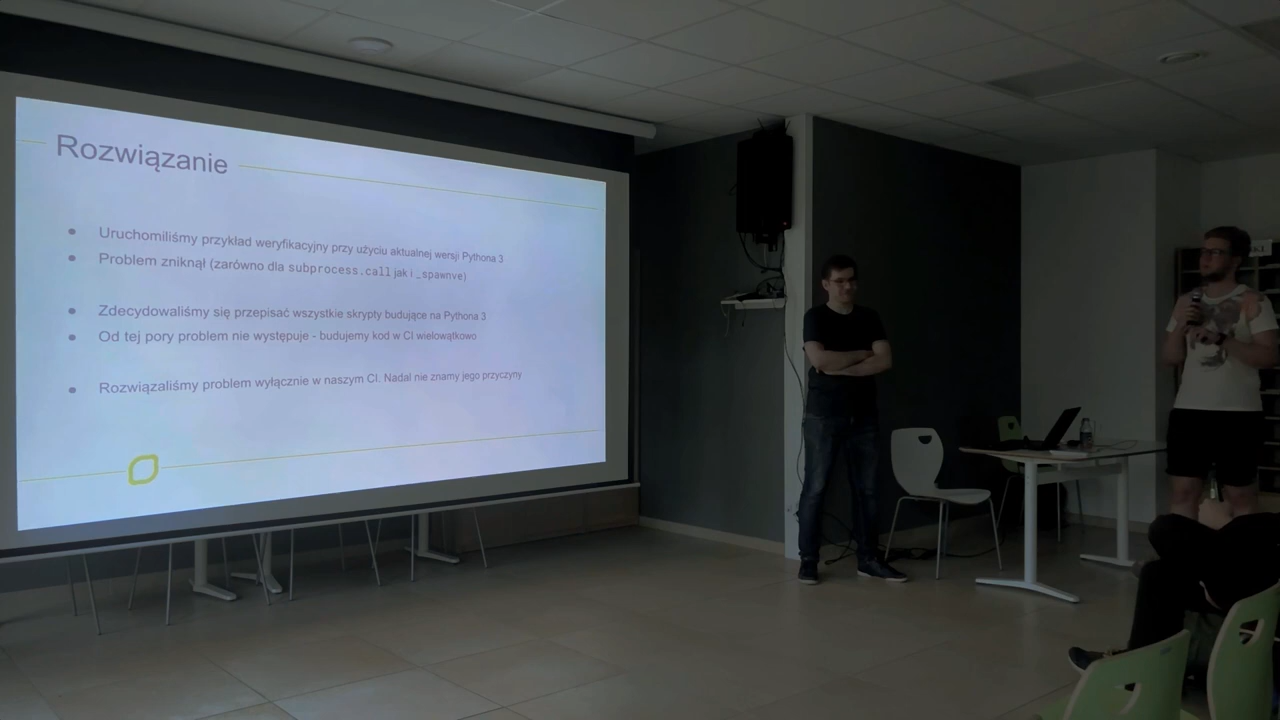 Rozwiązanie
● Uruchomiliśmy przykład weryfikacyjny przy użyciu aktualnej wersji Pythona 3
● Problem zniknął (zarówno dla subprocess.call jak i _spawnve)
● Zdecydowaliśmy się przepisać wszystkie skrypty budujące na Pythona 3
● Od tej pory problem nie występuje - budujemy kod w CI wielowątkowo
● Rozwiązaliśmy problem wyłącznie w naszym CI. Nadal nie znamy jego przyczyny